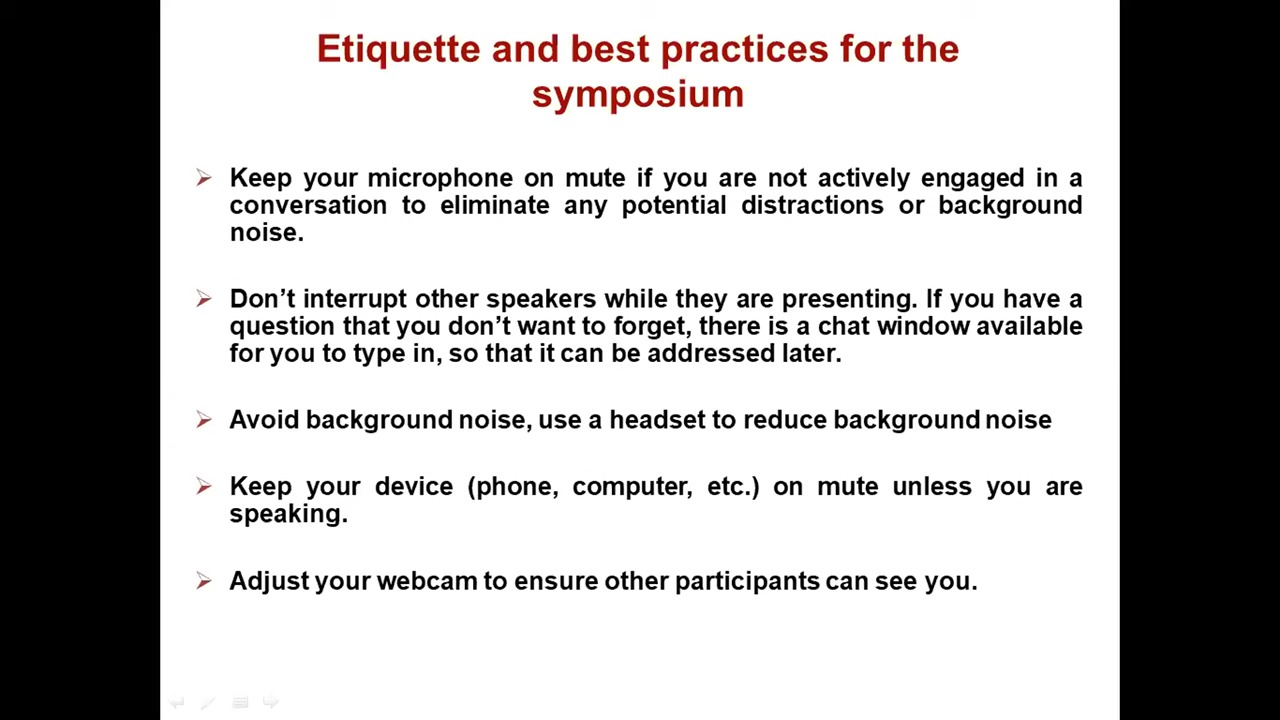 Etiquette and best practices for the
symposium
Keep your microphone on mute if you are not actively engaged in a
conversation to eliminate any potential distractions or background
noise.
Don’t interrupt other speakers while they are presenting. If you have a
question that you don’t want to forget, there is a chat window available
for you to type in, so that it can be addressed later.
Avoid background noise, use a headset to reduce background noise
Keep your device (phone, computer, etc.) on mute unless you are
speaking.
Adjust your webcam to ensure other participants can see you.